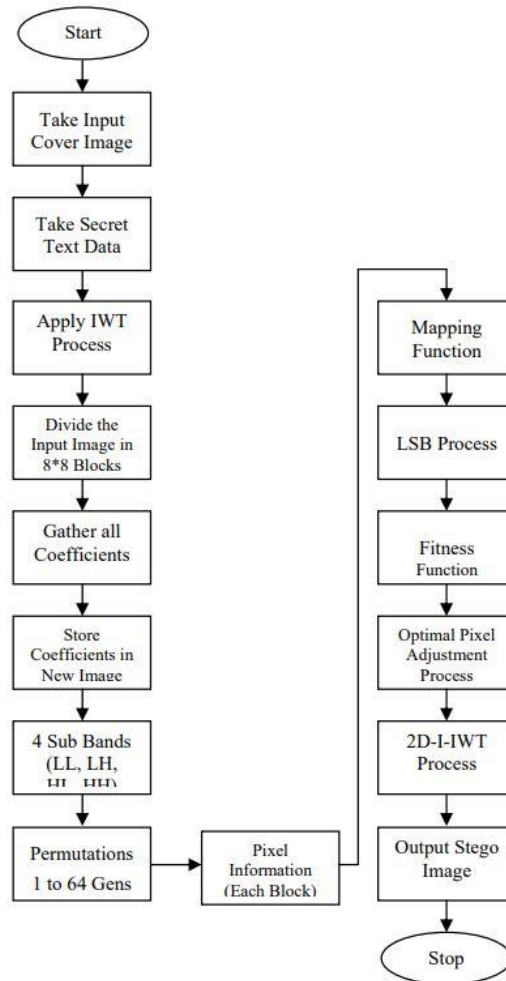 Start
Take Input
Cover Image
Take Secret
Text Data
Apply IWT
Process
Divide the
Input Image in
8*8 Blocks
Gather all
Coefficients
Store
Coefficients in
New Image
4 Sub Bands
(LL, LH,
HL, HH)
Permutations
1 to 64 Gens
Pixel
Information
(Each Block)
Mapping
Function
LSB Process
Fitness
Function
Optimal Pixel
Adjustment
Process
2D-I-IWT
Process
Output Stego
Image
Stop